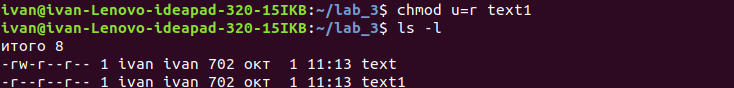 ivan@ivan-Lenovo-ideapad-320-15IKB:~/lab_3$ chmod u=r text1
ivan@ivan-Lenovo-ideapad-320-15IKB:~/lab_3$ ls -l
итого 8
-rw-r--r-- 1 ivan ivan 702 окт  1 11:13 text
-r--r--r-- 1 ivan ivan 702 окт  1 11:13 text1